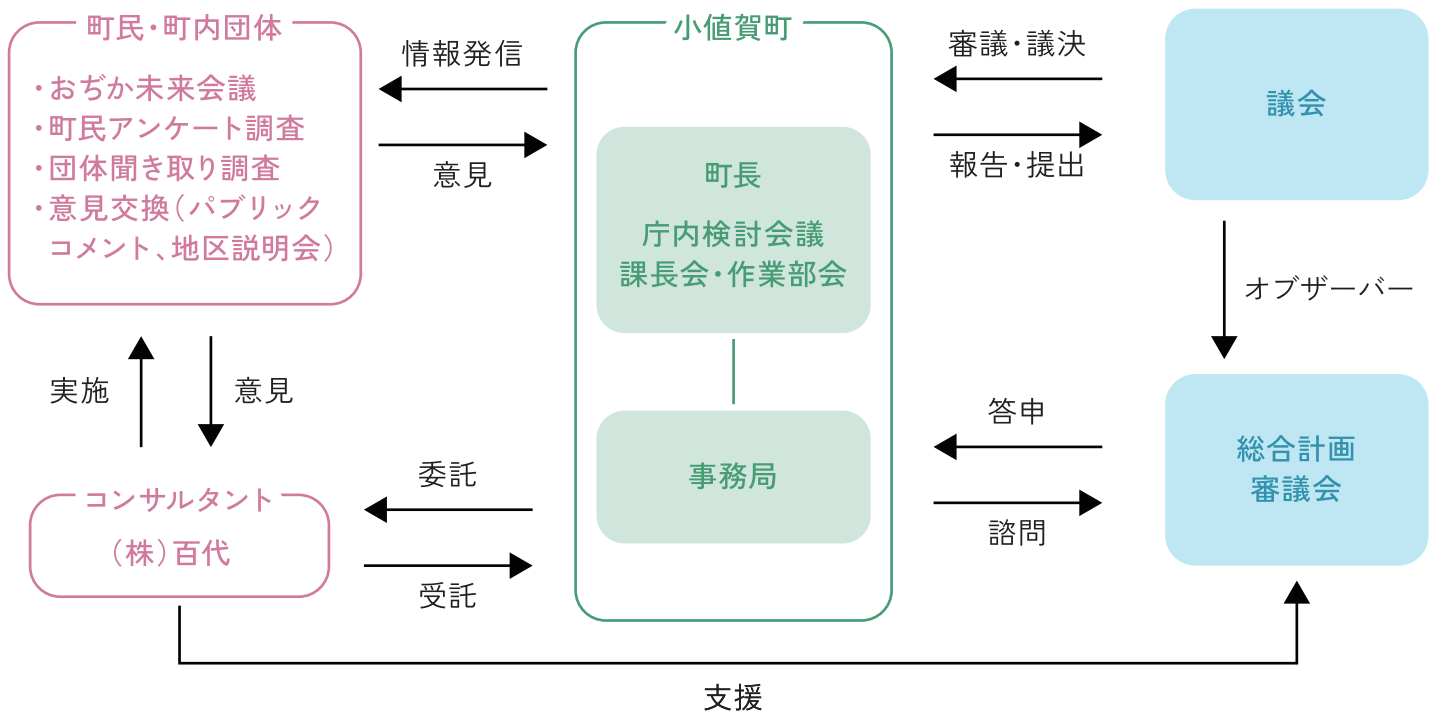 町民・町内団体
・おぢか未来会議
・町民アンケート調査
・団体聞き取り調査
・意見交換（パブリック
コメント、地区説明会）
情報発信
意見
小値賀町
町長
庁内検討会議
課長会・作業部会
事務局
審議・議決
報告・提出
議会
オブザーバー
実施
意見
コンサルタント
（株）百代
委託
受託
答申
諮問
総合計画
審議会
支援